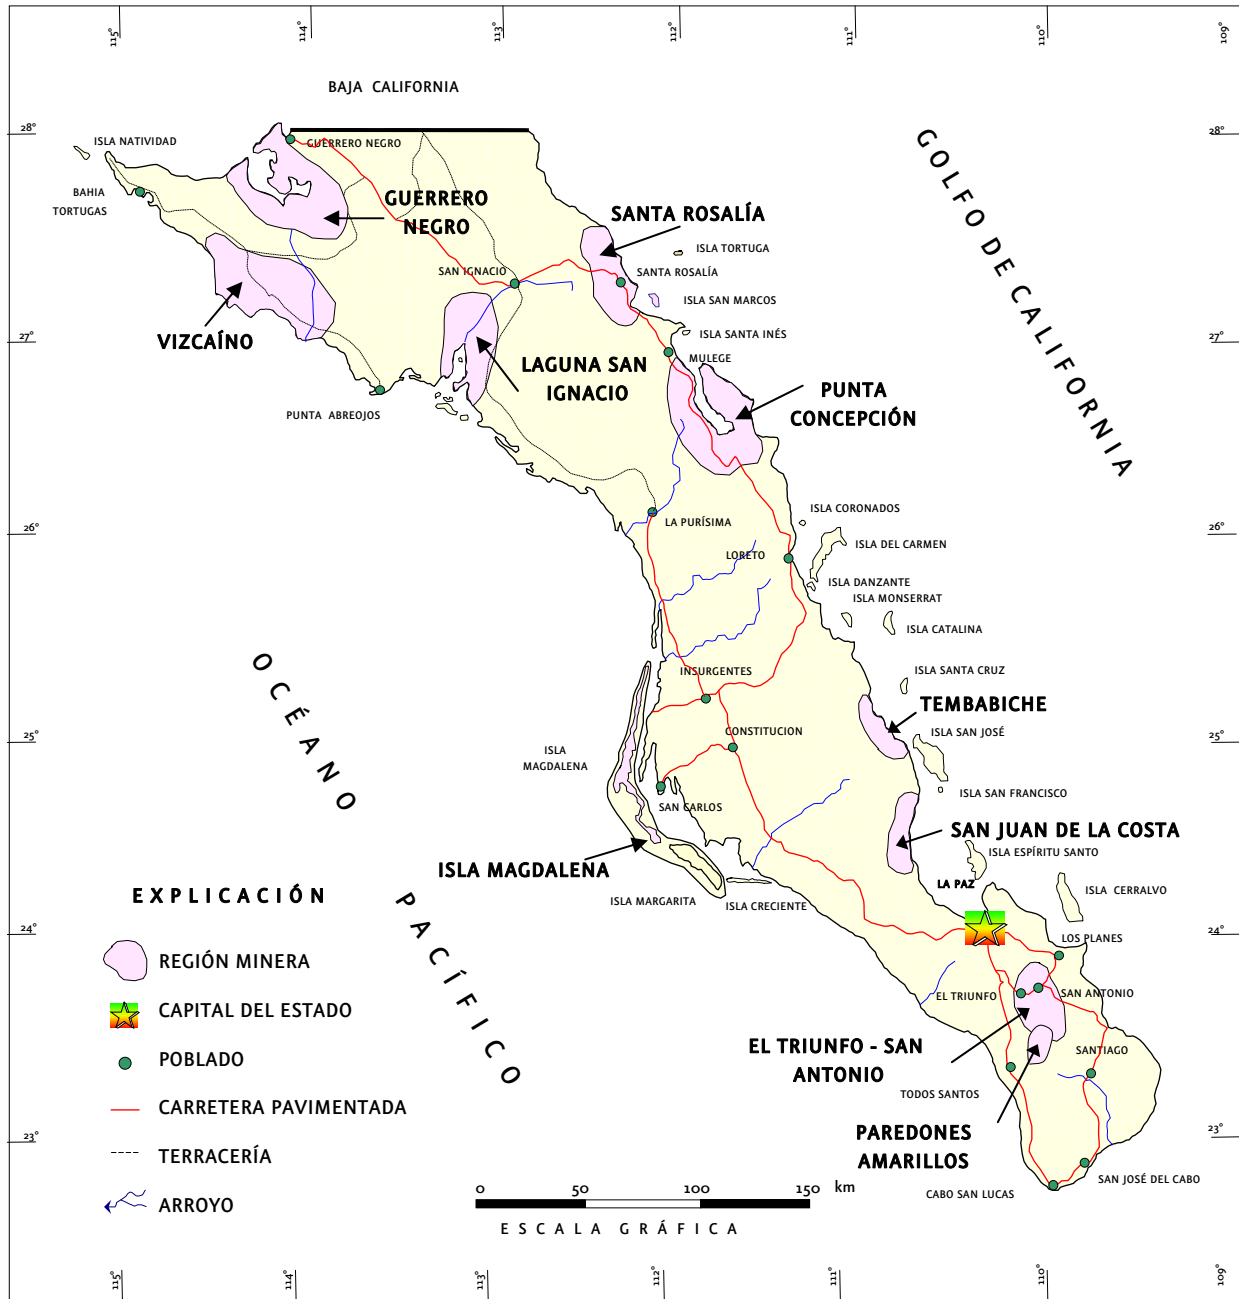 115°
114°
113°
112°
111°
110°
109°
BAJA CALIFORNIA
28°
28°
ISLA NATIVIDAD
GUERRERO NEGRO
GOLFO DE CALIFORNIA
BAHIA
TORTUGAS
GUERRERO
NEGRO
SANTA ROSALÍA
ISLA TORTUGA
SAN IGNACIO
SANTA ROSALÍA
ISLA SAN MARCOS
27°
27°
VIZCAÍNO
ISLA SANTA INÉS
MULEGE
LAGUNA SAN
IGNACIO
PUNTA
CONCEPCIÓN
PUNTA ABREOJOS
26°
26°
LA PURÍSIMA
ISLA CORONADOS
LORETO
ISLA DEL CARMEN
ISLA DANZANTE
ISLA MONSERRAT
ISLA CATALINA
OCÉANO
PACÍFICO
INSURGENTES
ISLA SANTA CRUZ
TEMBABICHE
25°
25°
CONSTITUCION
ISLA SAN JOSÉ
ISLA
MAGDALENA
SAN CARLOS
ISLA SAN FRANCISCO
SAN JUAN DE LA COSTA
ISLA ESPÍRITU SANTO
ISLA MAGDALENA
LA PAZ
ISLA CERRALVO
ISLA MARGARITA
ISLA CRECIENTE
24°
24°
LOS PLANES
EL TRIUNFO
SAN ANTONIO
EL TRIUNFO - SAN
ANTONIO
SANTIAGO
TODOS SANTOS
PAREDONES
AMARILLOS
23°
23°
CABO SAN LUCAS
SAN JOSÉ DEL CABO
EXPLICACIÓN
REGIÓN MINERA
CAPITAL DEL ESTADO
POBLADO
CARRETERA PAVIMENTADA
TERRACERÍA
ARROYO
0 50 100 150 km
ESCALA GRÁFICA
115°
114°
113°
112°
111°
110°
109°